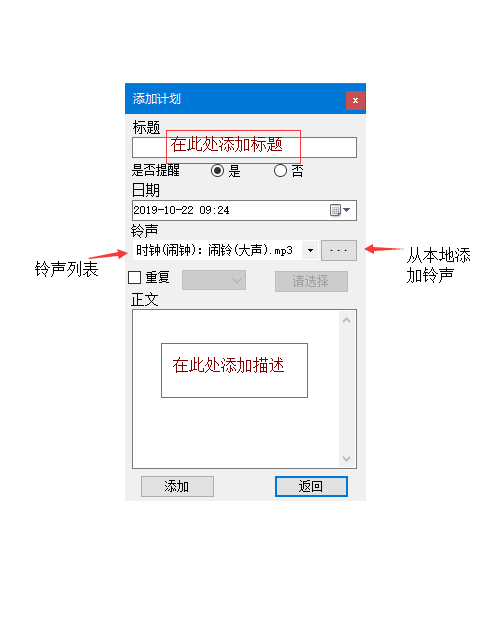 添加计划
x
标题
在此处添加标题
是否提醒 是 否
日期
2019-10-22 09:24
铃声
时钟(闹钟): 闹铃(大声).mp3 ...
铃声列表
从本地添
加铃声
重复 请选择
正文
在此处添加描述
添加 返回